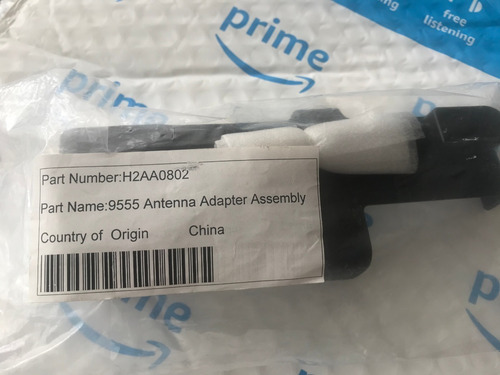 prime
free
listening
prime
Part Number:H2AA0802
Part Name:9555 Antenna Adapter Assembly
Country of Origin China
prime